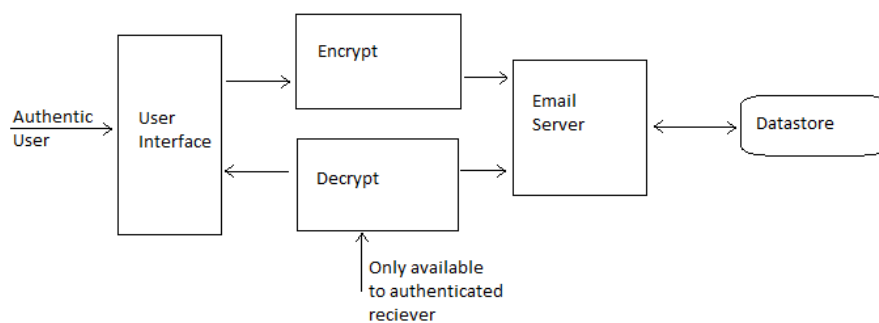 Authentic
User
User
Interface
Encrypt
Decrypt
Only available
to authenticated
reciever
Email
Server
Datastore